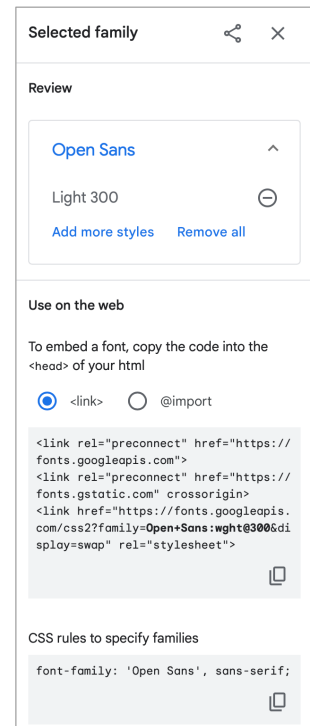 Selected family
Review
Open Sans
Light 300
Add more styles Remove all
Use on the web
To embed a font, copy the code into the
<head> of your html
<link> @import
<link rel="preconnect" href="https://
fonts.googleapis.com">
<link rel="preconnect" href="https://
fonts.gstatic.com" crossorigin>
<link href="https://fonts.googleapis.
com/css2?family=Open+Sans:wght@300&di
splay=swap" rel="stylesheet">
CSS rules to specify families
font-family: 'Open Sans', sans-serif;